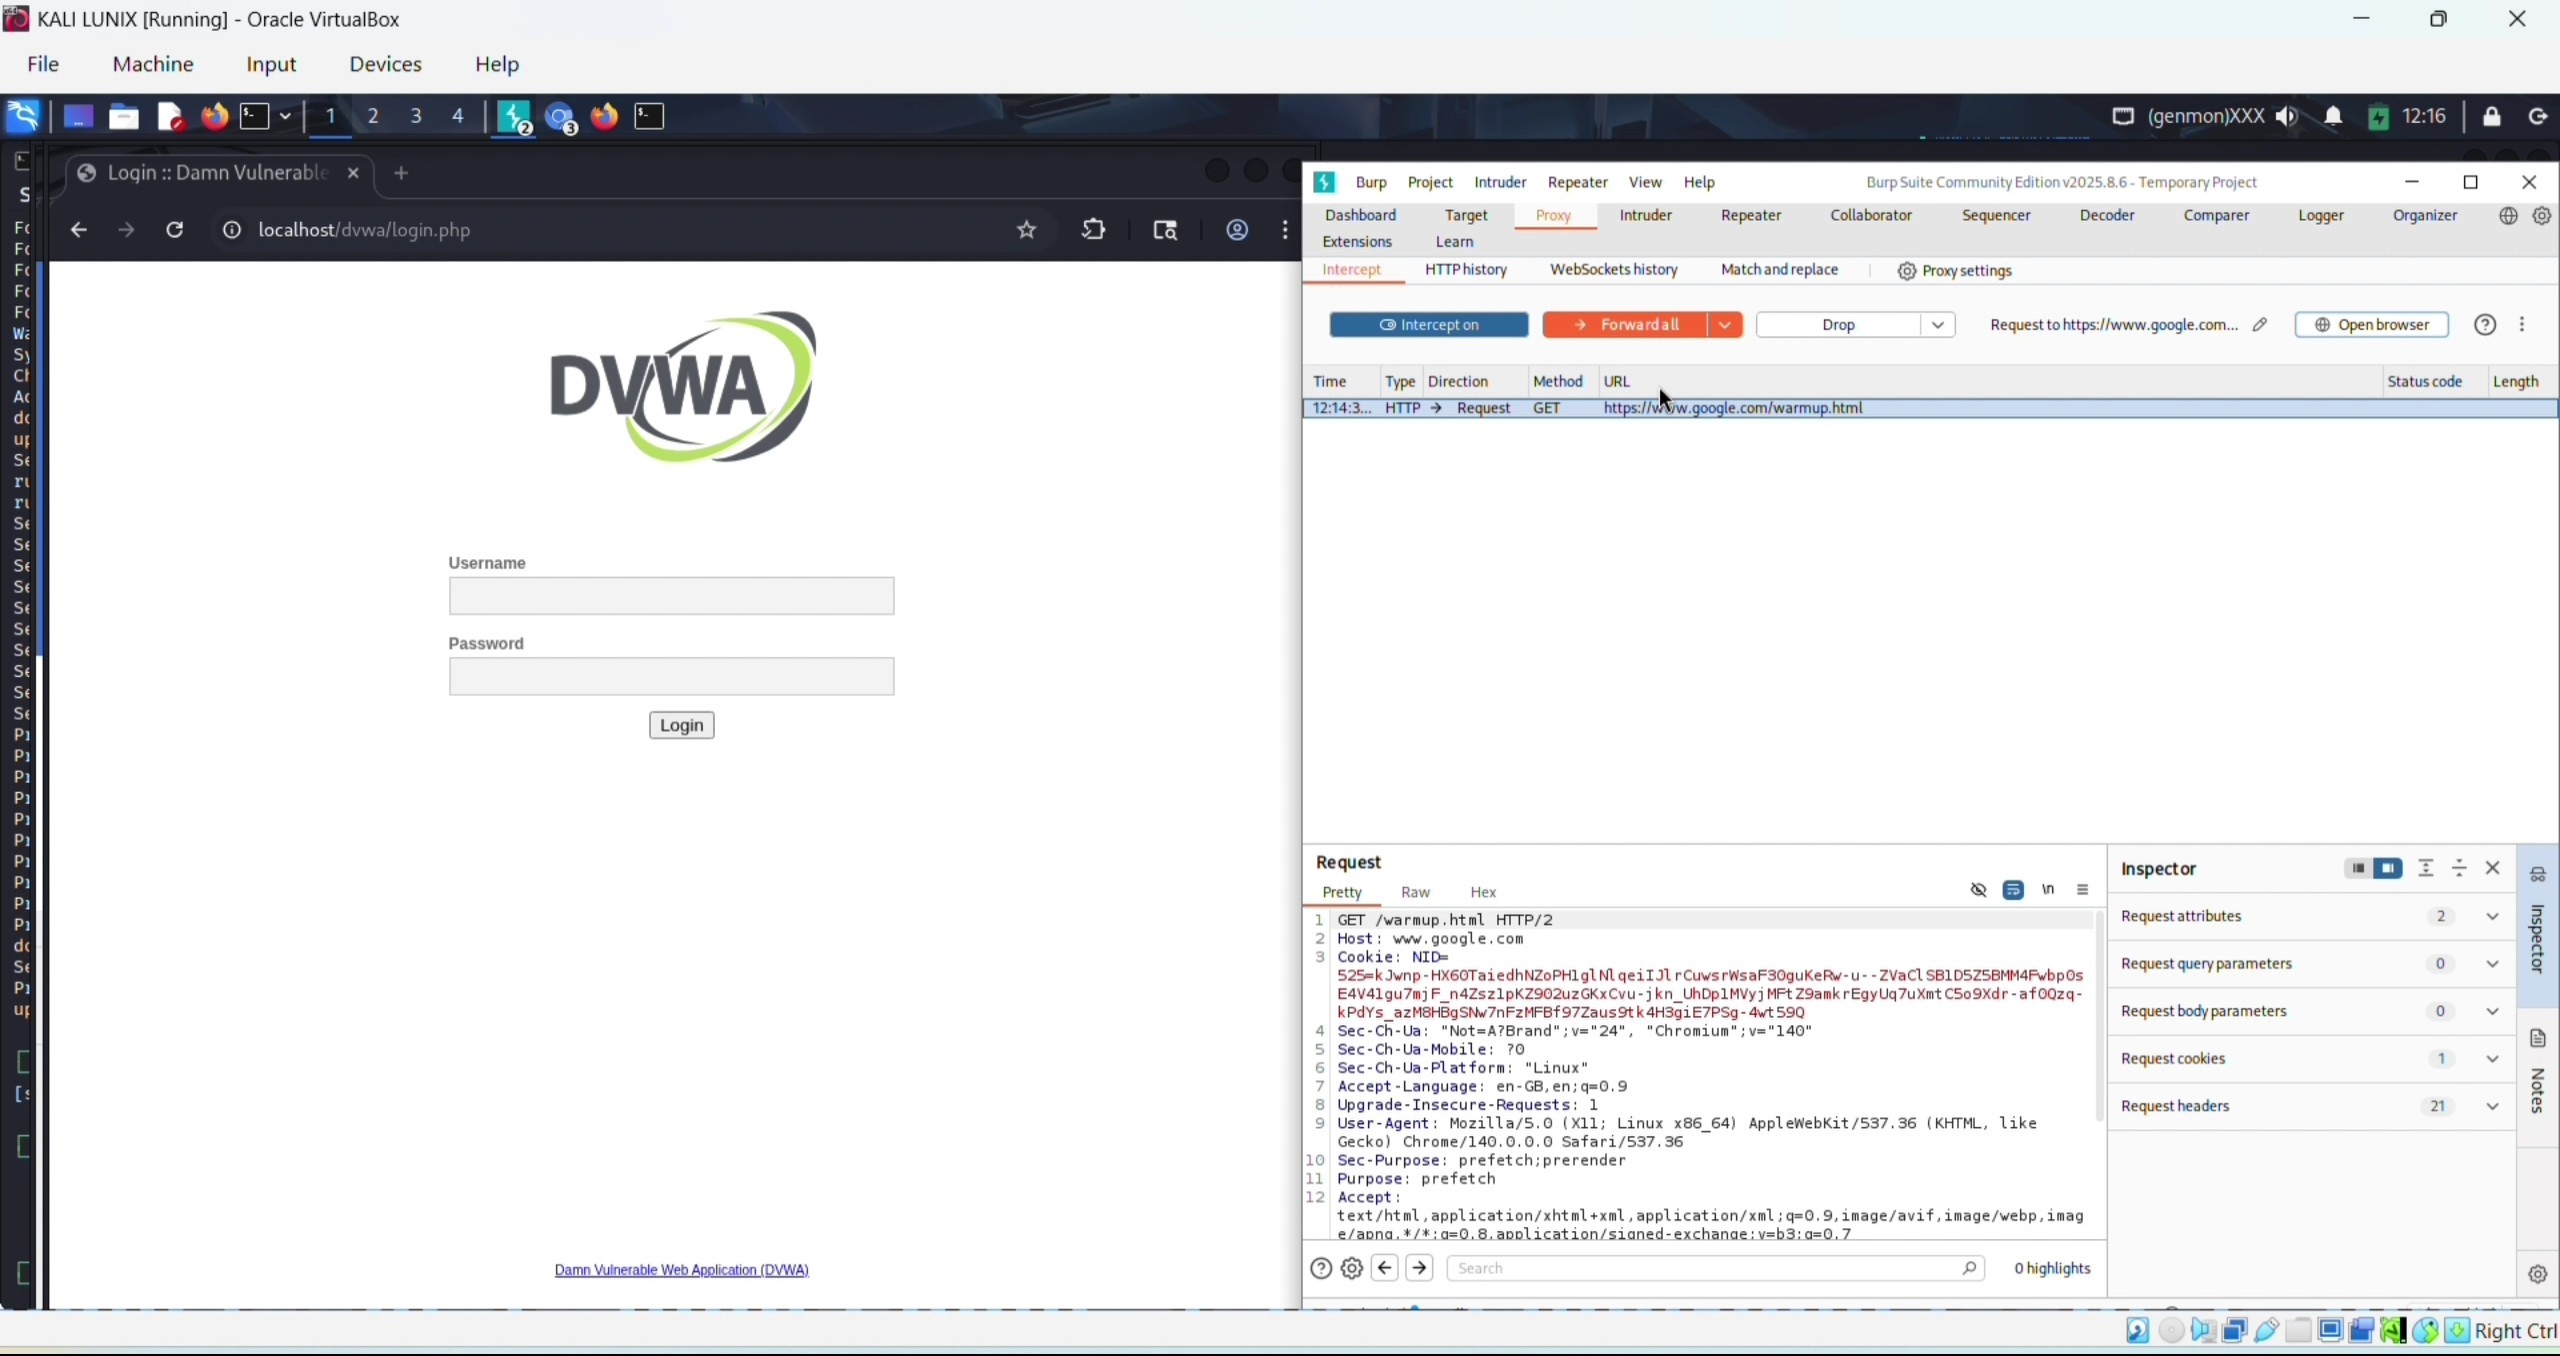 KALI LUNIX [Running] - Oracle VirtualBox
File Machine Input Devices Help
1 2 3 4 2 3 (genmon)XXX 12:16
Login :: Damn Vulnerable
localhost/dvwa/login.php
DVWA
Username
Password
Login
Damn Vulnerable Web Application (DVWA)
Burp Project Intruder Repeater View Help Burp Suite Community Edition v2025.8.6 - Temporary Project
Dashboard Target Proxy Intruder Repeater Collaborator Sequencer Decoder Comparer Logger Organizer
Extensions Learn
Intercept HTTP history WebSockets history Match and replace Proxy settings
Intercept on Forward all Drop Request to https://www.google.com... Open browser
Time Type Direction Method URL Status code Length
12:14:3... HTTP → Request GET https://www.google.com/warmup.html
Request
Pretty Raw Hex \n
1 GET /warmup.html HTTP/2
2 Host: www.google.com
3 Cookie: NID=
525=kJwnp-HX60TaiedhNZoPH1glNlqeiIJlrCuwsrWsaF3OguKeRw-u--ZVaClSB1D5Z5BMM4Fwbp0s
E4V41gu7mjF_n4Zsz1pKZ902uzGKxCvu-jkn_UhDp1MVyjMFtZ9amkrEgyUq7uXmtC5o9Xdr-af0Qzq-
kPdYs_azM8HBgSNw7nFzMFBf97Zaus9tk4H3giE7PSg-4wt59Q
4 Sec-Ch-Ua: "Not=A?Brand";v="24", "Chromium";v="140"
5 Sec-Ch-Ua-Mobile: ?0
6 Sec-Ch-Ua-Platform: "Linux"
7 Accept-Language: en-GB,en;q=0.9
8 Upgrade-Insecure-Requests: 1
9 User-Agent: Mozilla/5.0 (X11; Linux x86_64) AppleWebKit/537.36 (KHTML, like
Gecko) Chrome/140.0.0.0 Safari/537.36
10 Sec-Purpose: prefetch;prerender
11 Purpose: prefetch
12 Accept:
text/html,application/xhtml+xml,application/xml;q=0.9,image/avif,image/webp,imag
e/apng,*/*;q=0.8,application/signed-exchange;v=b3;q=0.7
Search 0 highlights
Inspector
Request attributes 2
Request query parameters 0
Request body parameters 0
Request cookies 1
Request headers 21
Inspector
Notes
Right Ctrl